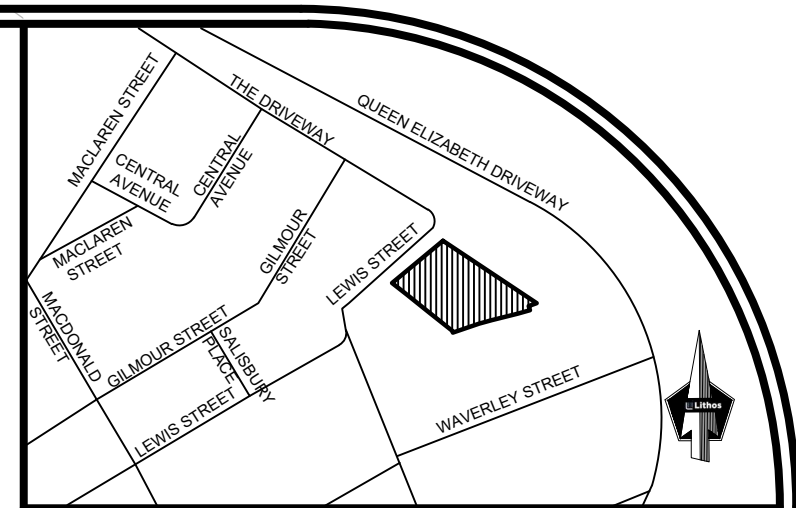 MACLAREN STREET
THE DRIVEWAY
QUEEN ELIZABETH DRIVEWAY
CENTRAL
AVENUE
CENTRAL
AVENUE
MACLAREN
STREET
GILMOUR
STREET
LEWIS STREET
MACDONALD
STREET
GILMOUR STREET
SALISBURY
PLACE
LEWIS STREET
WAVERLEY STREET
Lithos